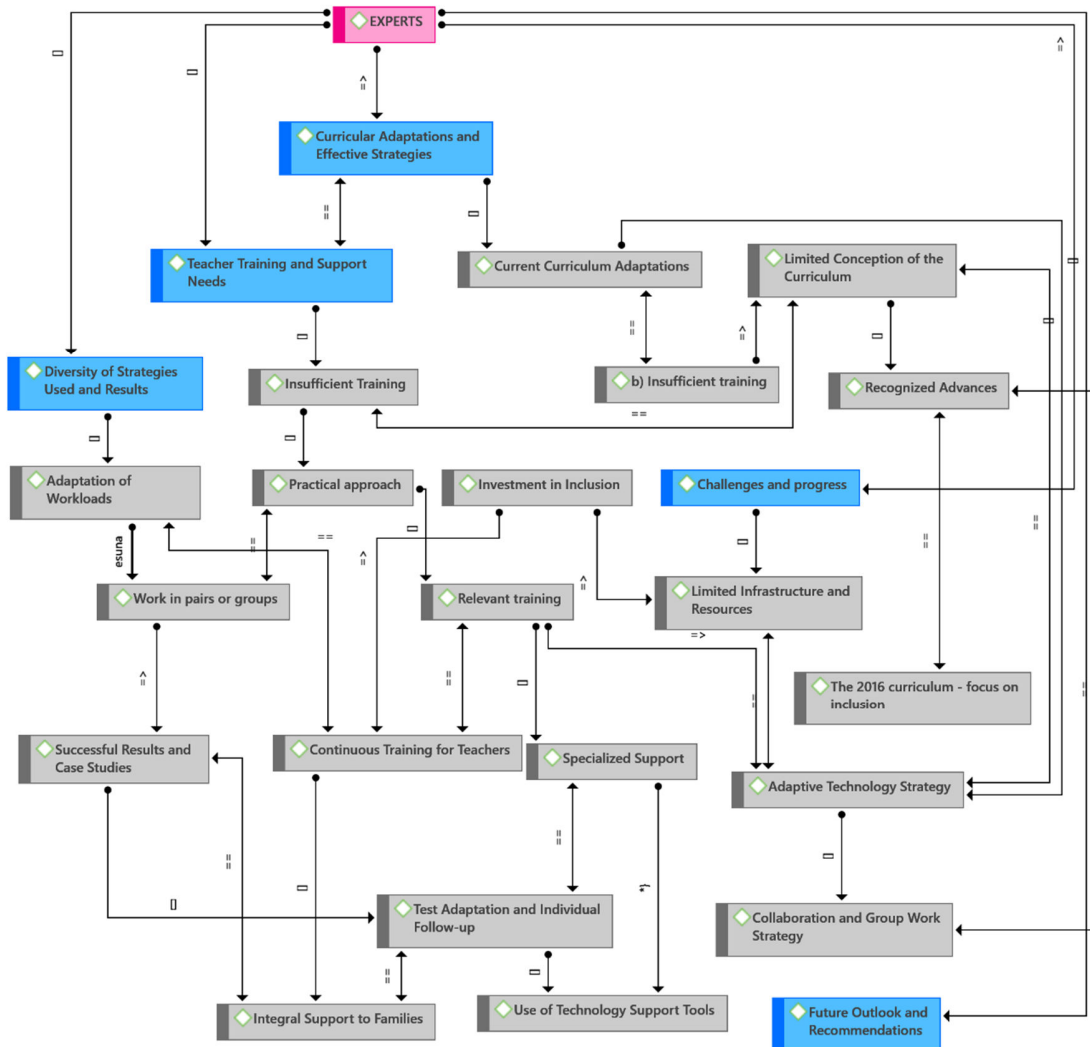 EXPERTS
[]
[]
=>
=>
Curricular Adaptations and
Effective Strategies
==
[]
Teacher Training and Support
Needs
Current Curriculum Adaptations
Limited Conception of the
Curriculum
[]
[]
[]
==
=>
[]
[]
Diversity of Strategies
Used and Results
Insufficient Training
b) Insufficient training
Recognized Advances
==
[]
[]
Adaptation of
Workloads
Practical approach
Investment in Inclusion
Challenges and progress
esuna
==
==
=>
[]
=>
[]
==
==
Work in pairs or groups
Relevant training
Limited Infrastructure and
Resources
=>
=>
==
[]
==
==
The 2016 curriculum - focus on
inclusion
Successful Results and
Case Studies
Continuous Training for Teachers
Specialized Support
Adaptive Technology Strategy
==
[]
==
*}
[]
[]
Test Adaptation and Individual
Follow-up
Collaboration and Group Work
Strategy
==
[]
Integral Support to Families
Use of Technology Support Tools
Future Outlook and
Recommendations